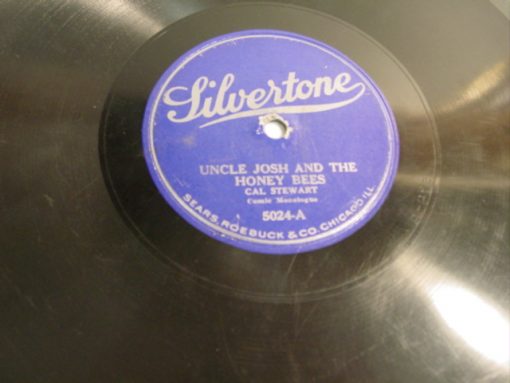 Silvertone
UNCLE JOSH AND THE
HONEY BEES
CAL STEWART
Comic Monologue
5024-A
SEARS, ROEBUCK & CO. CHICAGO ILL